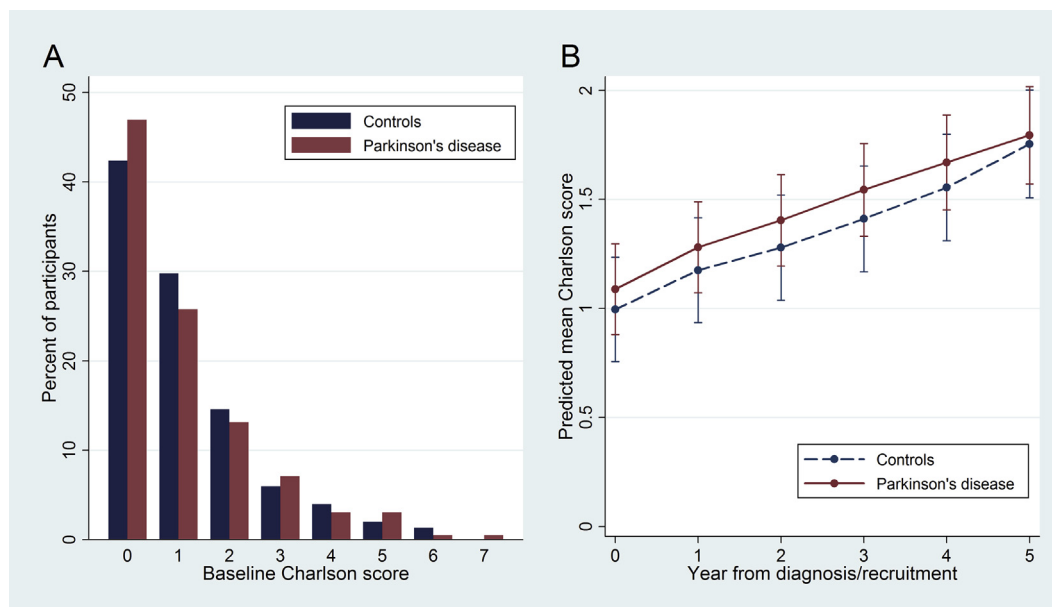 A
Percent of participants
50
40
30
20
10
0
Controls
Parkinson's disease
0 1 2 3 4 5 6 7
Baseline Charlson score
B
Predicted mean Charlson score
2
1.5
1
0.5
0
Controls
Parkinson's disease
0 1 2 3 4 5
Year from diagnosis/recruitment